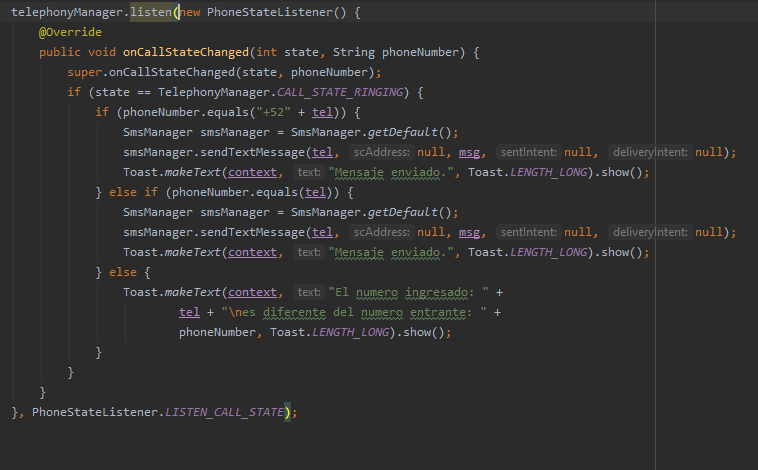 telephonyManager.listen(new PhoneStateListener() {
@Override
public void onCallStateChanged(int state, String phoneNumber) {
super.onCallStateChanged(state, phoneNumber);
if (state == TelephonyManager.CALL_STATE_RINGING) {
if (phoneNumber.equals("+52" + tel)) {
SmsManager smsManager = SmsManager.getDefault();
smsManager.sendTextMessage(tel, scAddress: null, msg, sentIntent: null, deliveryIntent: null);
Toast.makeText(context, text: "Mensaje enviado.", Toast.LENGTH_LONG).show();
} else if (phoneNumber.equals(tel)) {
SmsManager smsManager = SmsManager.getDefault();
smsManager.sendTextMessage(tel, scAddress: null, msg, sentIntent: null, deliveryIntent: null);
Toast.makeText(context, text: "Mensaje enviado.", Toast.LENGTH_LONG).show();
} else {
Toast.makeText(context, text: "El numero ingresado: " +
tel + "\nes diferente del numero entrante: " +
phoneNumber, Toast.LENGTH_LONG).show();
}
}
}
}, PhoneStateListener.LISTEN_CALL_STATE);